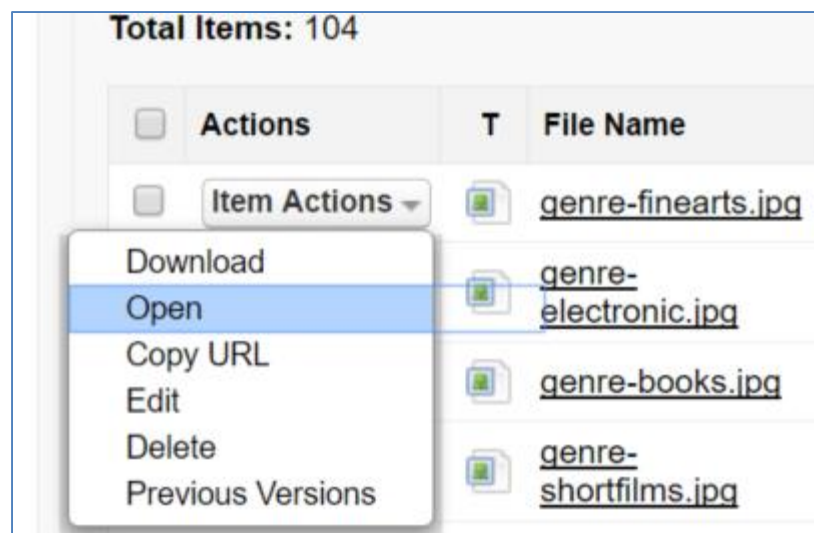 Total Items: 104
Actions T File Name
Item Actions genre-finearts.jpg
Download
Open
Copy URL
Edit
Delete
Previous Versions
genre-
electronic.jpg
genre-books.jpg
genre-
shortfilms.jpg